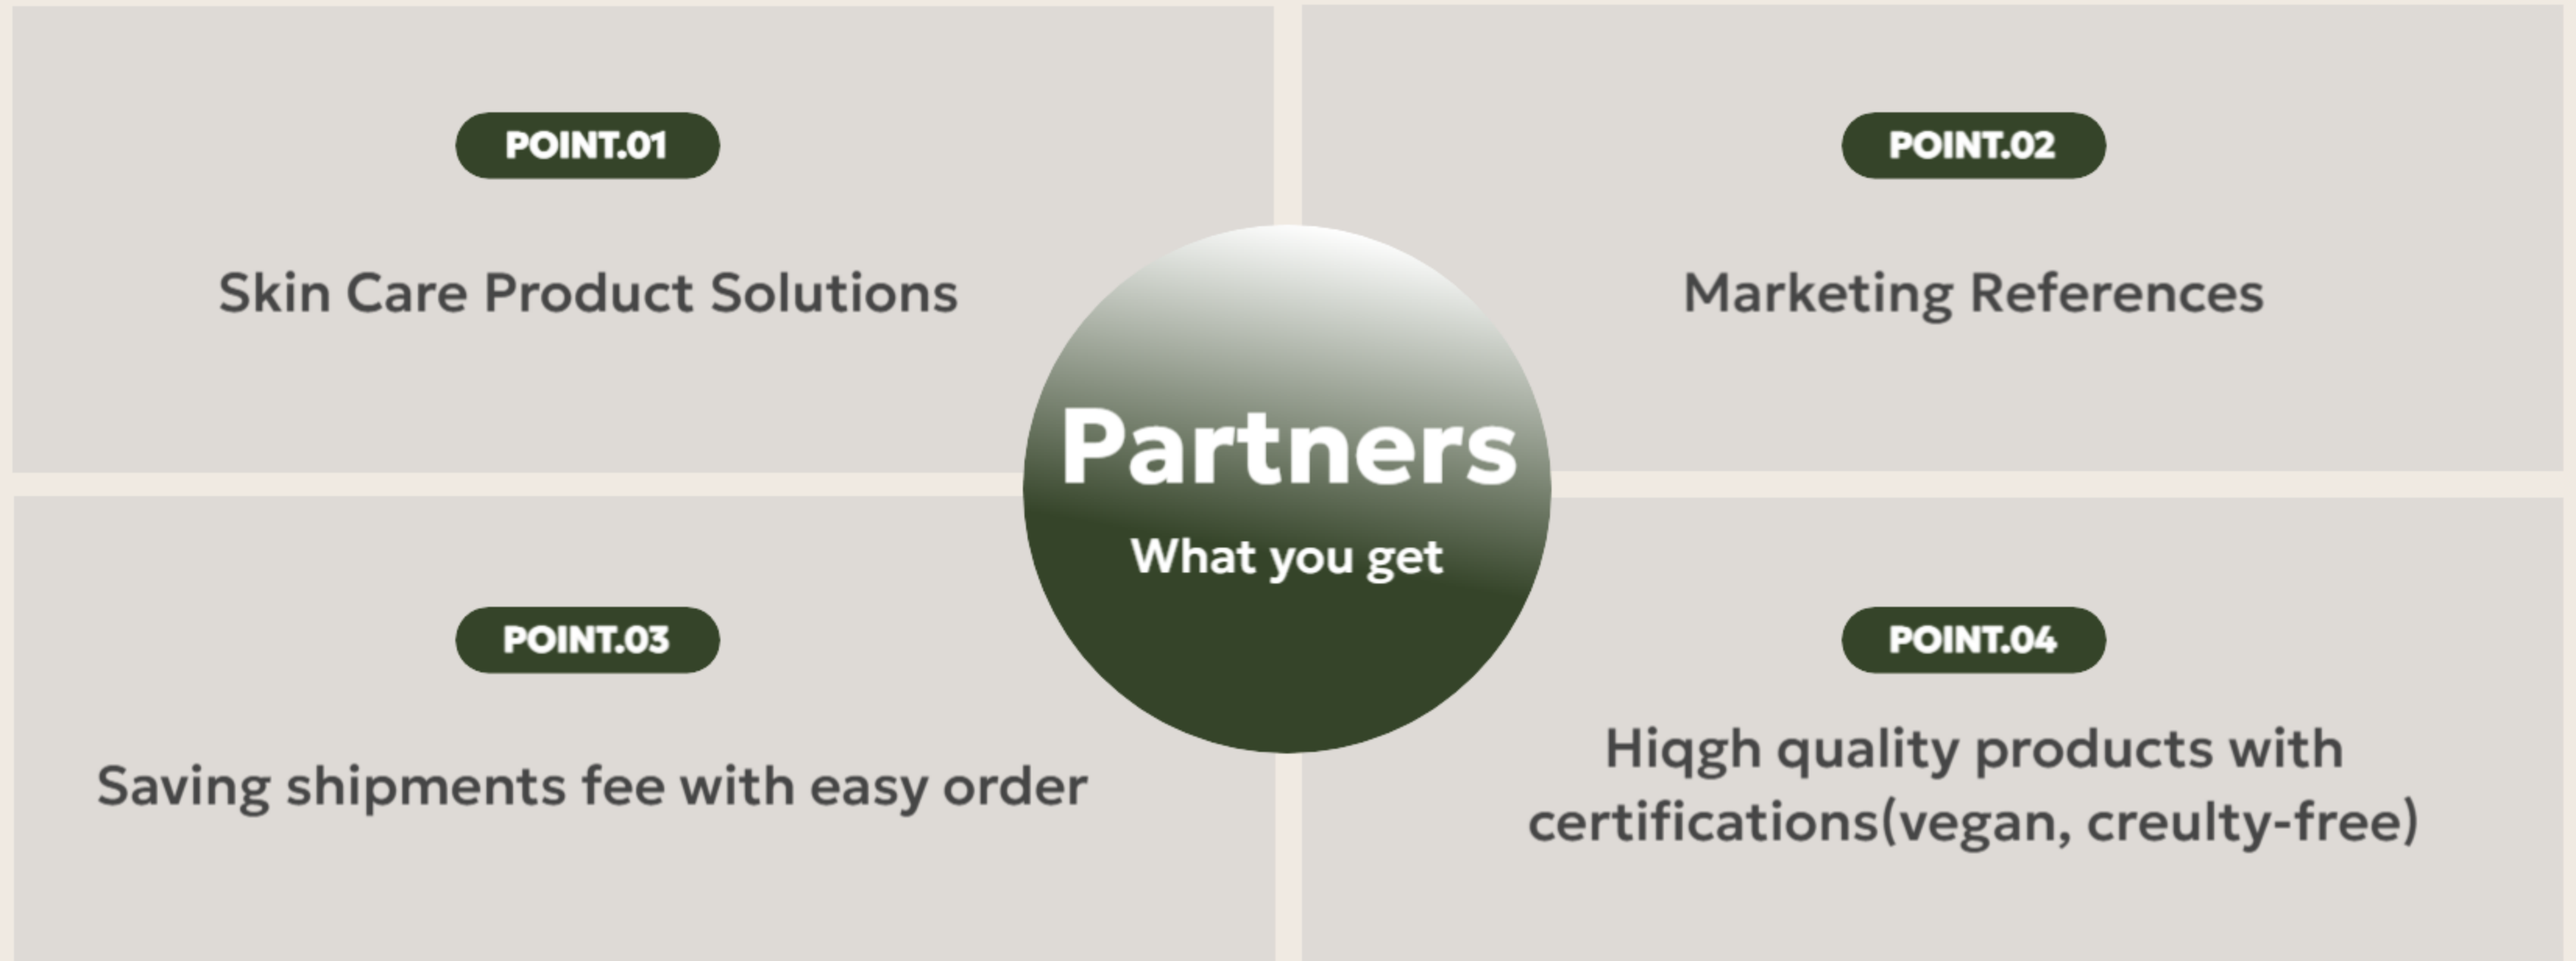 POINT.01
Skin Care Product Solutions
POINT.02
Marketing References
Partners
What you get
POINT.03
Saving shipments fee with easy order
POINT.04
Hiqgh quality products with
certifications(vegan, creulty-free)